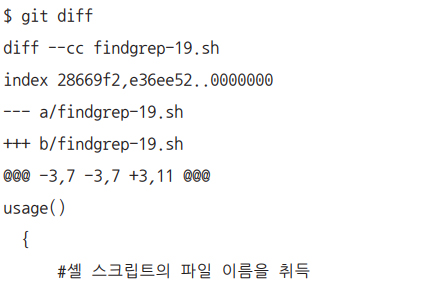 $ git diff
diff --cc findgrep-19.sh
index 28669f2,e36ee52..0000000
--- a/findgrep-19.sh
+++ b/findgrep-19.sh
@@@ -3,7 -3,7 +3,11 @@@
usage()
  {
      #셸 스크립트의 파일 이름을 취득